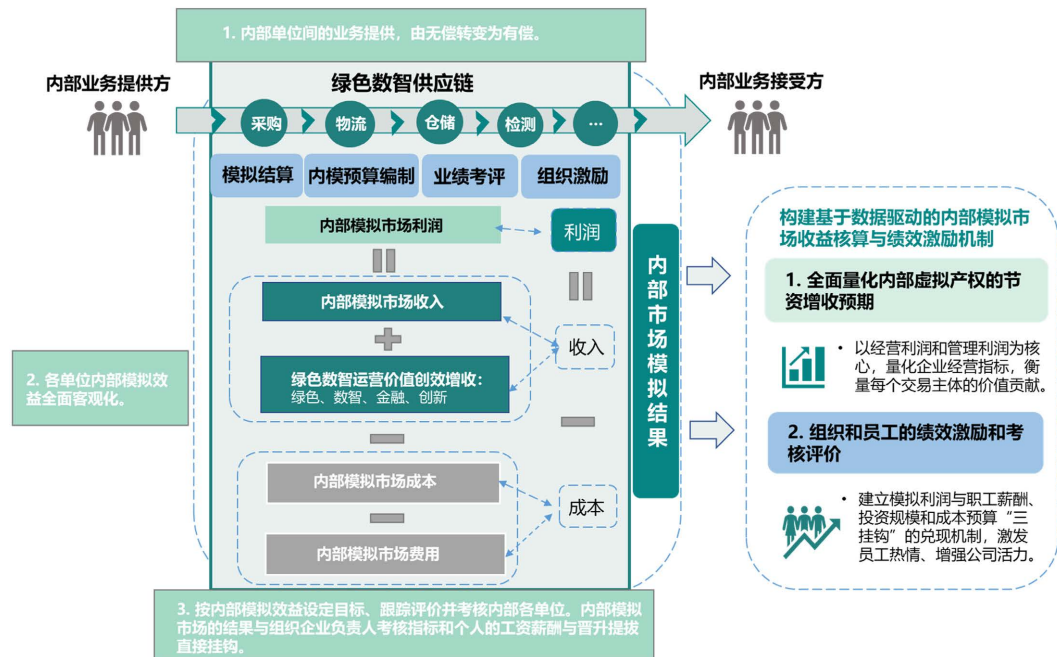 1. 内部单位间的业务提供，由无偿转变为有偿。
内部业务提供方
绿色数智供应链
内部业务接受方
采购
物流
仓储
检测
...
模拟结算
内模预算编制
业绩考评
组织激励
内部模拟市场利润
利润
内部模拟市场收入
收入
绿色数智运营价值创效增收：
绿色、数智、金融、创新
2. 各单位内部模拟效
益全面客观化。
内部模拟市场成本
成本
内部模拟市场费用
内部市场模拟结果
3. 按内部模拟效益设定目标、跟踪评价并考核内部各单位。内部模拟
市场的结果与组织企业负责人考核指标和个人的工资薪酬与晋升提拔
直接挂钩。
构建基于数据驱动的内部模拟市
场收益核算与绩效激励机制
1. 全面量化内部虚拟产权的节
资增收预期
• 以经营利润和管理利润为核
心，量化企业经营指标，衡
量每个交易主体的价值贡献。
2. 组织和员工的绩效激励和考
核评价
• 建立模拟利润与职工薪酬、
投资规模和成本预算“三
挂钩”的兑现机制，激发
员工热情、增强公司活力。